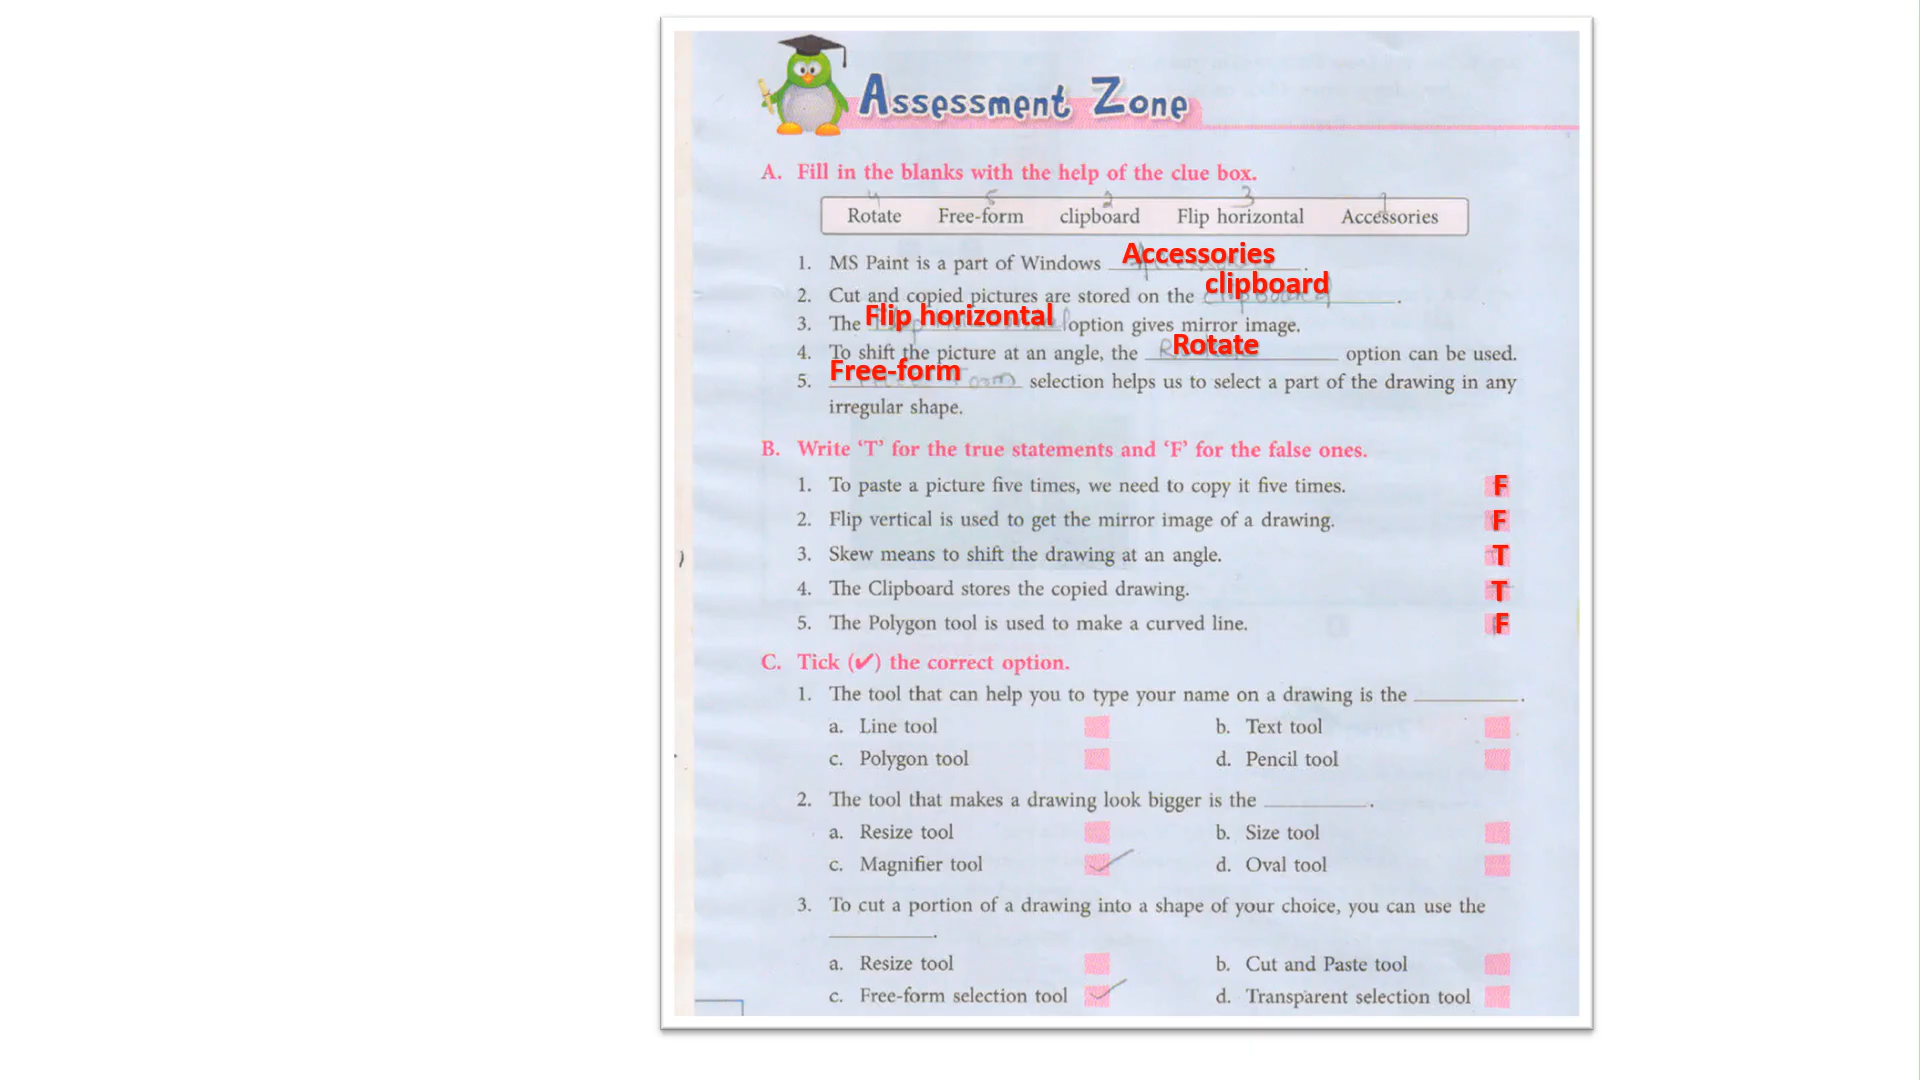 Assessment Zone
A. Fill in the blanks with the help of the clue box.
4 5 2 3 1
Rotate Free-form clipboard Flip horizontal Accessories
1. MS Paint is a part of Windows Accessories.
2. Cut and copied pictures are stored on the clipboard.
3. The Flip horizontal option gives mirror image.
4. To shift the picture at an angle, the Rotate option can be used.
5. Free-form selection helps us to select a part of the drawing in any
irregular shape.
B. Write ‘T’ for the true statements and ‘F’ for the false ones.
1. To paste a picture five times, we need to copy it five times. F
2. Flip vertical is used to get the mirror image of a drawing. F
3. Skew means to shift the drawing at an angle. T
4. The Clipboard stores the copied drawing. T
5. The Polygon tool is used to make a curved line. F
C. Tick (✔) the correct option.
1. The tool that can help you to type your name on a drawing is the __________.
a. Line tool b. Text tool
c. Polygon tool d. Pencil tool
2. The tool that makes a drawing look bigger is the __________.
a. Resize tool b. Size tool
c. Magnifier tool ✓ d. Oval tool
3. To cut a portion of a drawing into a shape of your choice, you can use the
__________.
a. Resize tool b. Cut and Paste tool
c. Free-form selection tool ✓ d. Transparent selection tool